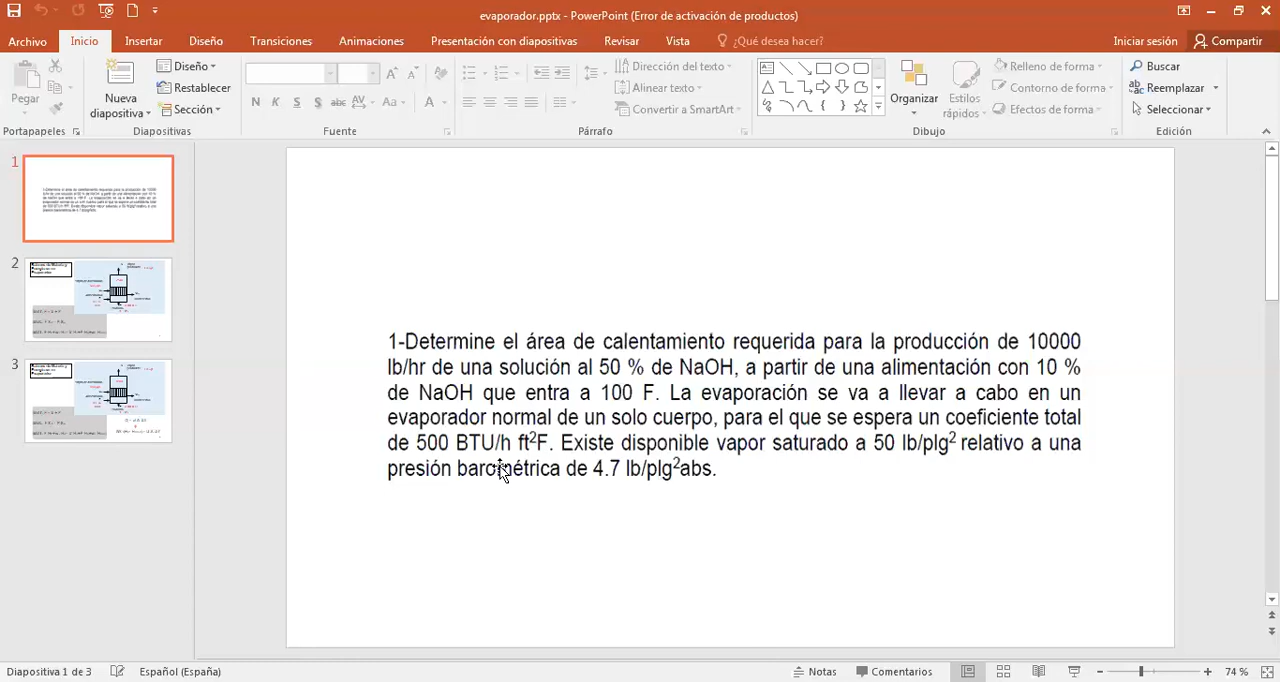 evaporador.pptx - PowerPoint (Error de activación de productos)
Archivo Inicio Insertar Diseño Transiciones Animaciones Presentación con diapositivas Revisar Vista ¿Qué desea hacer? Iniciar sesión Compartir
Pegar
Nueva diapositiva
Diseño
Restablecer
Sección
N K S S abc AV Aa A
A A
Dirección del texto
Alinear texto
Convertir a SmartArt
Organizar
Estilos rápidos
Relleno de forma
Contorno de forma
Efectos de forma
Buscar
Reemplazar
Seleccionar
Portapapeles Diapositivas Fuente Párrafo Dibujo Edición
1
2
3
1-Determine el área de calentamiento requerida para la producción de 10000
lb/hr de una solución al 50 % de NaOH, a partir de una alimentación con 10 %
de NaOH que entra a 100 F. La evaporación se va a llevar a cabo en un
evaporador normal de un solo cuerpo, para el que se espera un coeficiente total
de 500 BTU/h ft²F. Existe disponible vapor saturado a 50 lb/plg² relativo a una
presión barométrica de 4.7 lb/plg²abs.
Diapositiva 1 de 3 Español (España) Notas Comentarios 74 %